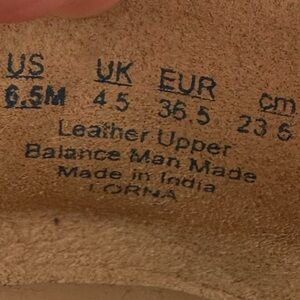 US UK EUR cm
6.5M 4.5 36.5 23.6
Leather Upper
Balance Man Made
Made in India
LORNA